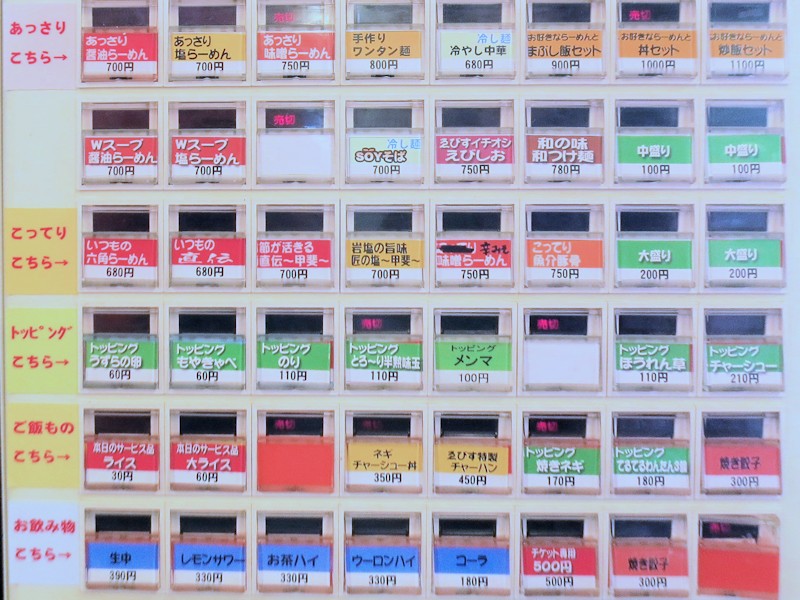 あっさり
こちら→
売切
売切
あっさり
醤油らーめん
700円
あっさり
塩らーめん
700円
あっさり
味噌らーめん
750円
手作り
ワンタン麺
800円
冷し麺
冷やし中華
680円
お好きならーめんと
まぶし飯セット
900円
お好きならーめんと
丼セット
1000円
お好きならーめんと
炒飯セット
1100円
売切
Wスープ
醤油らーめん
700円
Wスープ
塩らーめん
700円
冷し麺
SOYそば
700円
ゑびすイチオシ
えびしお
750円
和の味
和つけ麺
780円
中盛り
100円
中盛り
100円
こってり
こちら→
いつもの
六角らーめん
680円
いつもの
直伝
680円
節が活きる
直伝〜甲斐〜
700円
岩塩の旨味
匠の塩〜甲斐〜
700円
辛みそ
味噌らーめん
750円
こってり
魚介豚骨
750円
大盛り
200円
大盛り
200円
トッピング
こちら→
売切
売切
トッピング
うずらの卵
60円
トッピング
もやきゃべ
60円
トッピング
のり
110円
トッピング
とろ〜り半熟味玉
110円
トッピング
メンマ
100円
トッピング
ほうれん草
110円
トッピング
チャーシュー
210円
ご飯もの
こちら→
売切
売切
売切
本日のサービス品
ライス
30円
本日のサービス品
大ライス
60円
ネギ
チャーシュー丼
350円
ゑびす特製
チャーハン
450円
トッピング
焼きネギ
170円
トッピング
てるてるわんたん3個
180円
焼き餃子
300円
お飲み物
こちら→
売切
生中
390円
レモンサワー
330円
お茶ハイ
330円
ウーロンハイ
330円
コーラ
180円
チケット専用
500円
500円
焼き餃子
300円